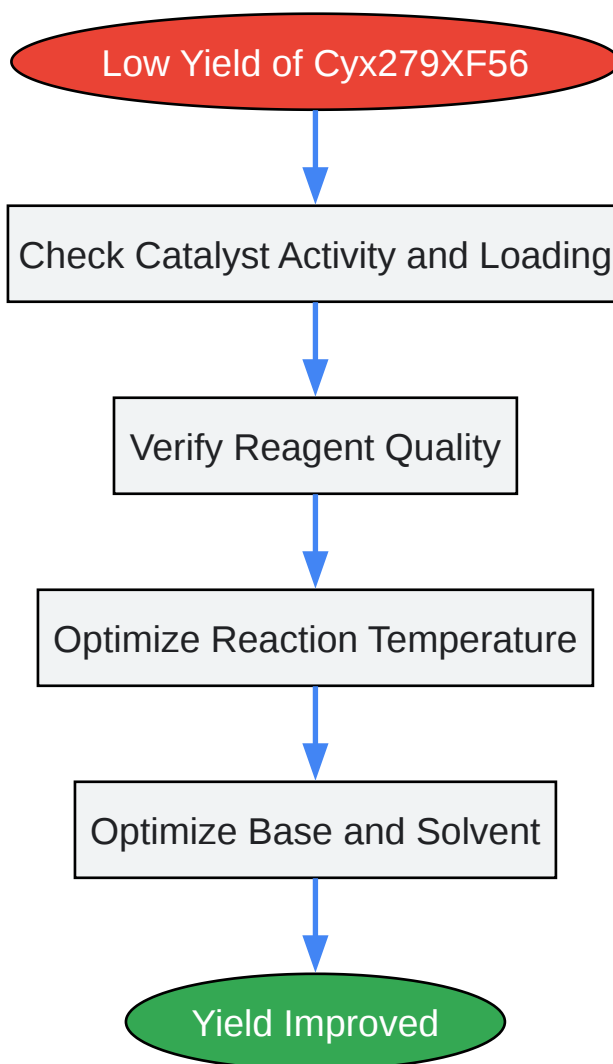 Low Yield of Cyx279XF56
Check Catalyst Activity and Loading
Verify Reagent Quality
Optimize Reaction Temperature
Optimize Base and Solvent
Yield Improved